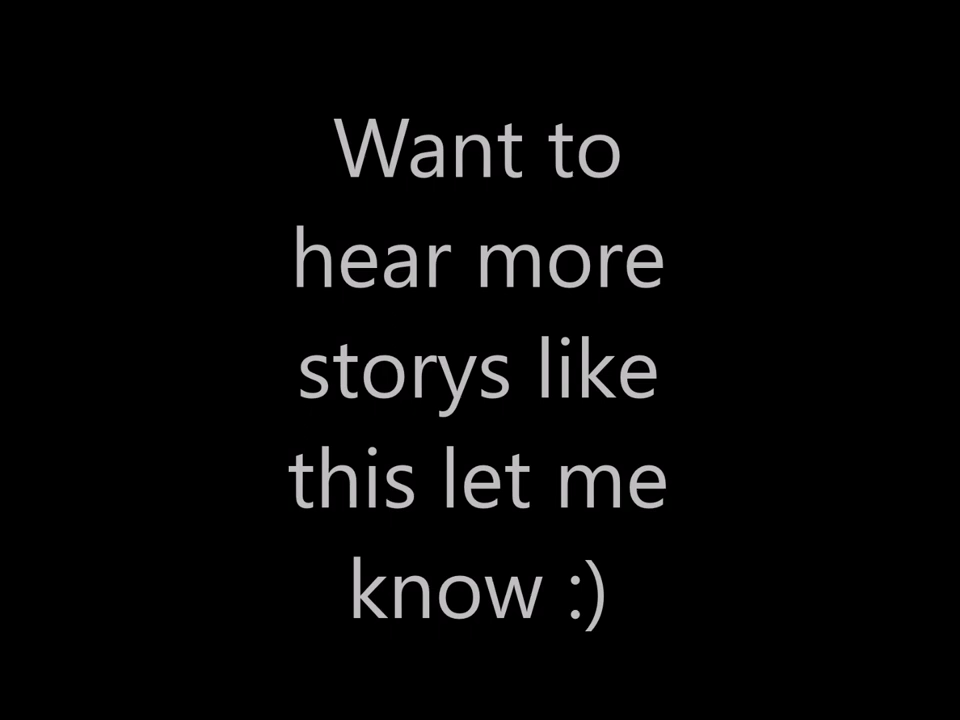 Want to
hear more
storys like
this let me
know :)